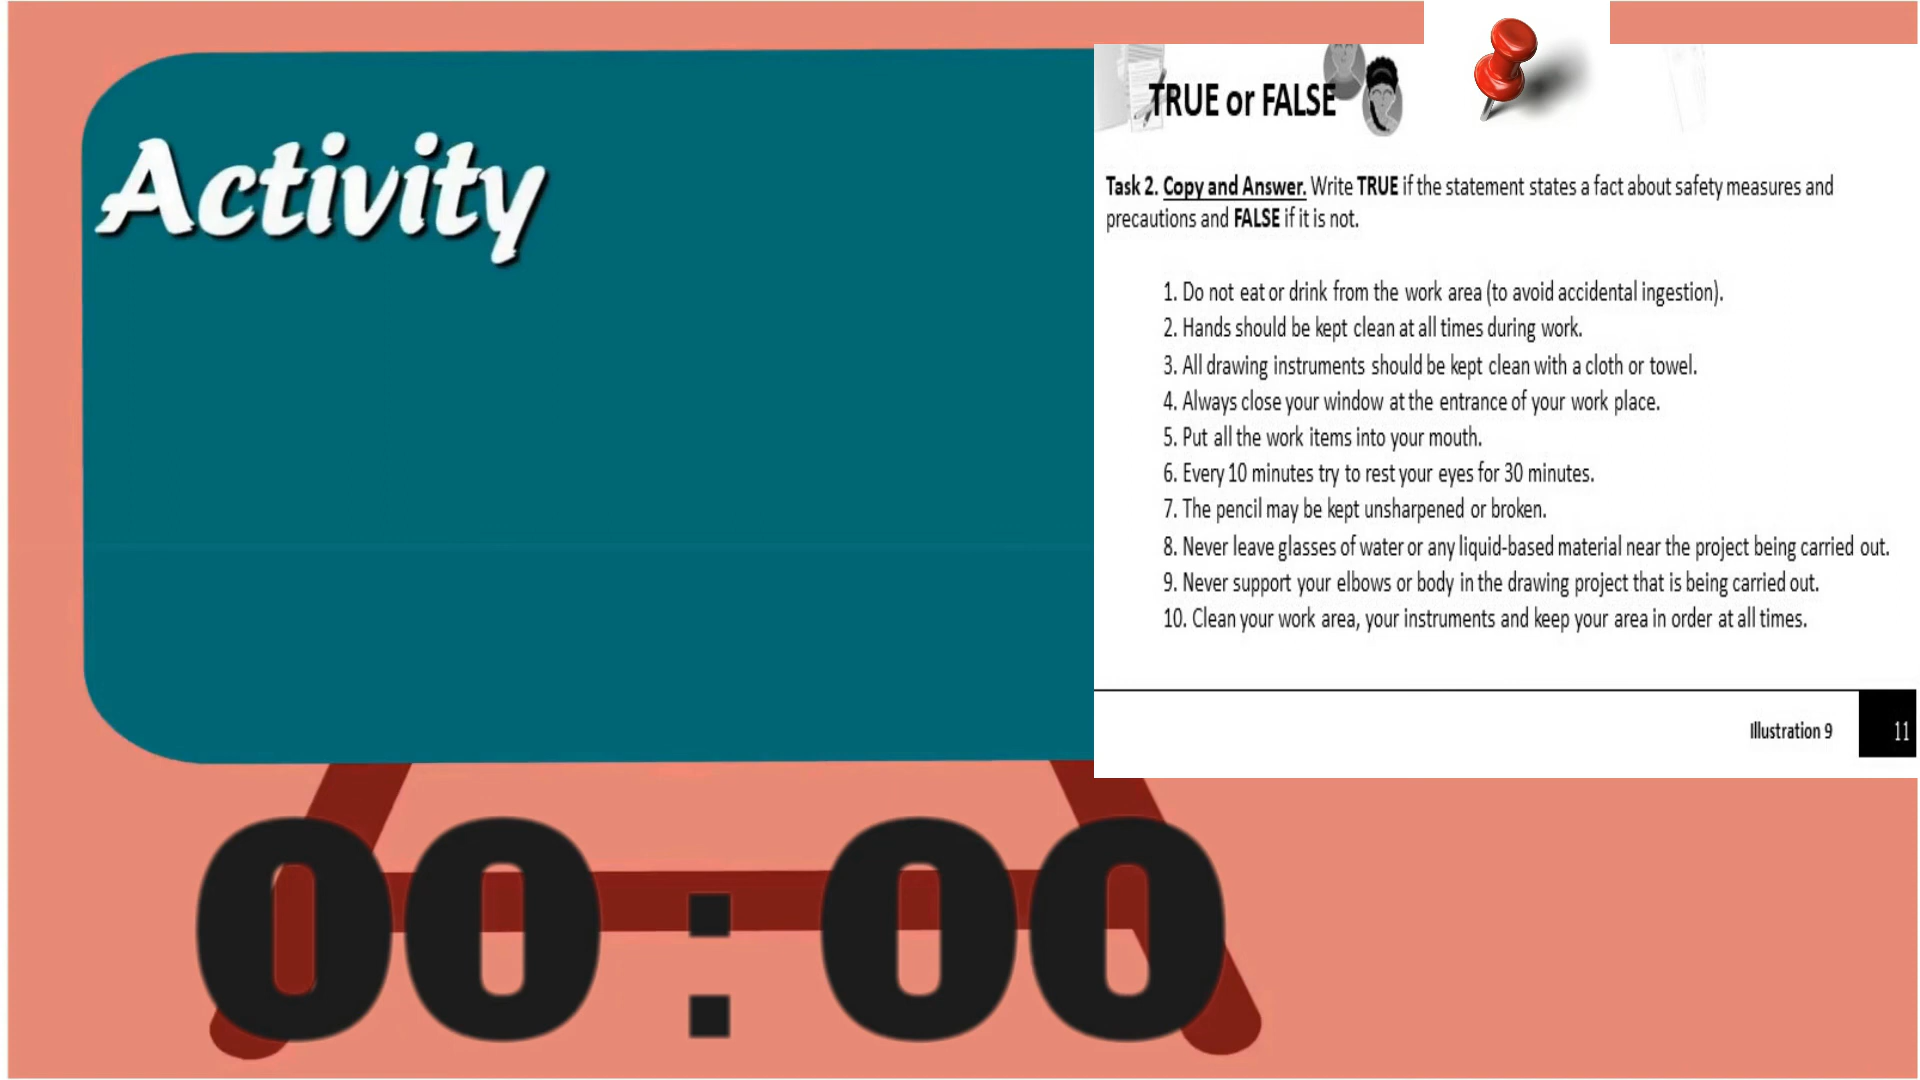 Activity
TRUE or FALSE
Task 2. Copy and Answer. Write TRUE if the statement states a fact about safety measures and
precautions and FALSE if it is not.
1. Do not eat or drink from the work area (to avoid accidental ingestion).
2. Hands should be kept clean at all times during work.
3. All drawing instruments should be kept clean with a cloth or towel.
4. Always close your window at the entrance of your work place.
5. Put all the work items into your mouth.
6. Every 10 minutes try to rest your eyes for 30 minutes.
7. The pencil may be kept unsharpened or broken.
8. Never leave glasses of water or any liquid-based material near the project being carried out.
9. Never support your elbows or body in the drawing project that is being carried out.
10. Clean your work area, your instruments and keep your area in order at all times.
Illustration 9
11
00:00